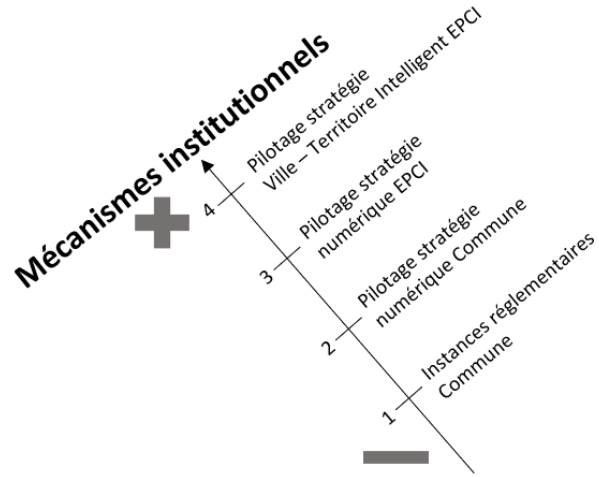 Mécanismes institutionnels
4
Pilotage stratégie
Ville – Territoire Intelligent EPCI
3
Pilotage stratégie
numérique EPCI
2
Pilotage stratégie
numérique Commune
1
Instances réglementaires
Commune